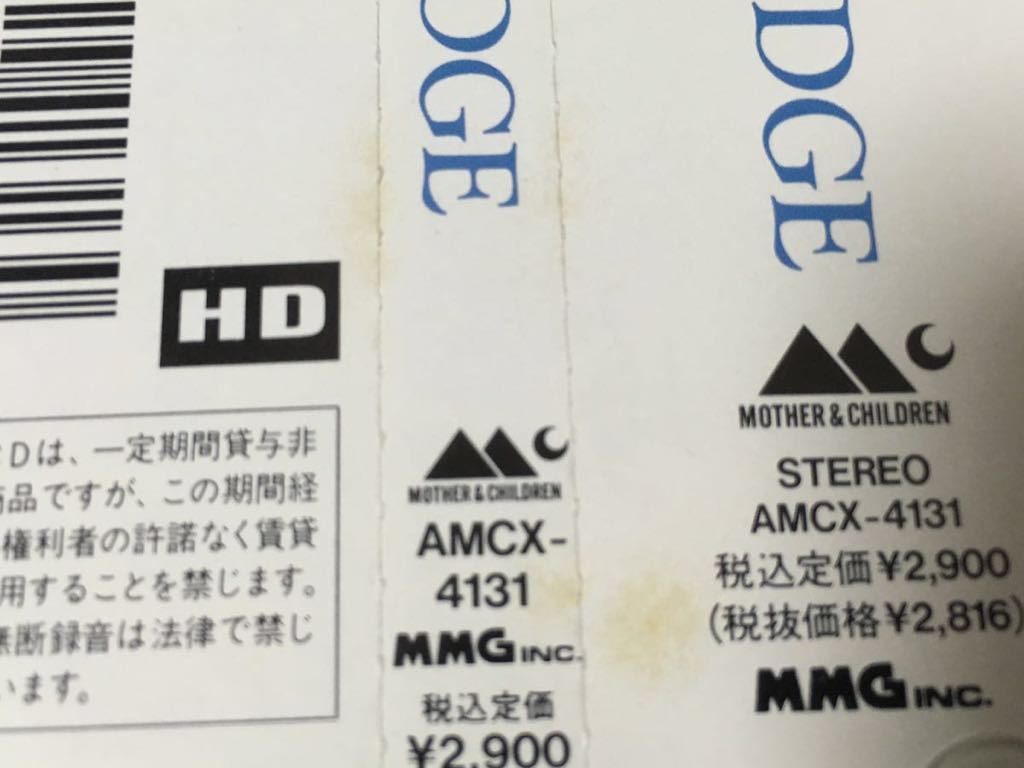 HD
Dは、一定期間貸与非
商品ですが、この期間経
権利者の許諾なく賃貸
用することを禁じます。
無断録音は法律で禁じ
います。
DGE
MOTHER & CHILDREN
AMCX-
4131
MMG INC.
税込定価
¥2,900
DGE
MOTHER & CHILDREN
STEREO
AMCX-4131
税込定価¥2,900
(税抜価格¥2,816)
MMG INC.